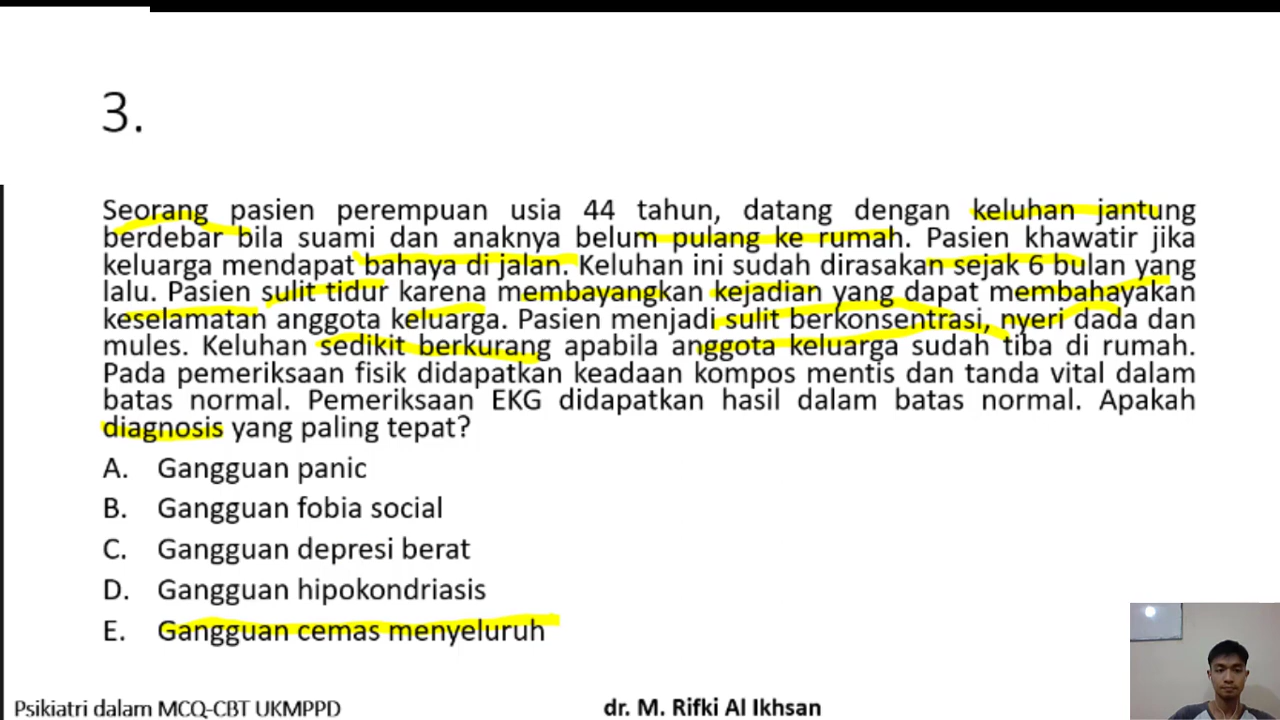 3.
Seorang pasien perempuan usia 44 tahun, datang dengan keluhan jantung
berdebar bila suami dan anaknya belum pulang ke rumah. Pasien khawatir jika
keluarga mendapat bahaya di jalan. Keluhan ini sudah dirasakan sejak 6 bulan yang
lalu. Pasien sulit tidur karena membayangkan kejadian yang dapat membahayakan
keselamatan anggota keluarga. Pasien menjadi sulit berkonsentrasi, nyeri dada dan
mules. Keluhan sedikit berkurang apabila anggota keluarga sudah tiba di rumah.
Pada pemeriksaan fisik didapatkan keadaan kompos mentis dan tanda vital dalam
batas normal. Pemeriksaan EKG didapatkan hasil dalam batas normal. Apakah
diagnosis yang paling tepat?
A. Gangguan panic
B. Gangguan fobia social
C. Gangguan depresi berat
D. Gangguan hipokondriasis
E. Gangguan cemas menyeluruh
Psikiatri dalam MCQ-CBT UKMPPD
dr. M. Rifki Al Ikhsan